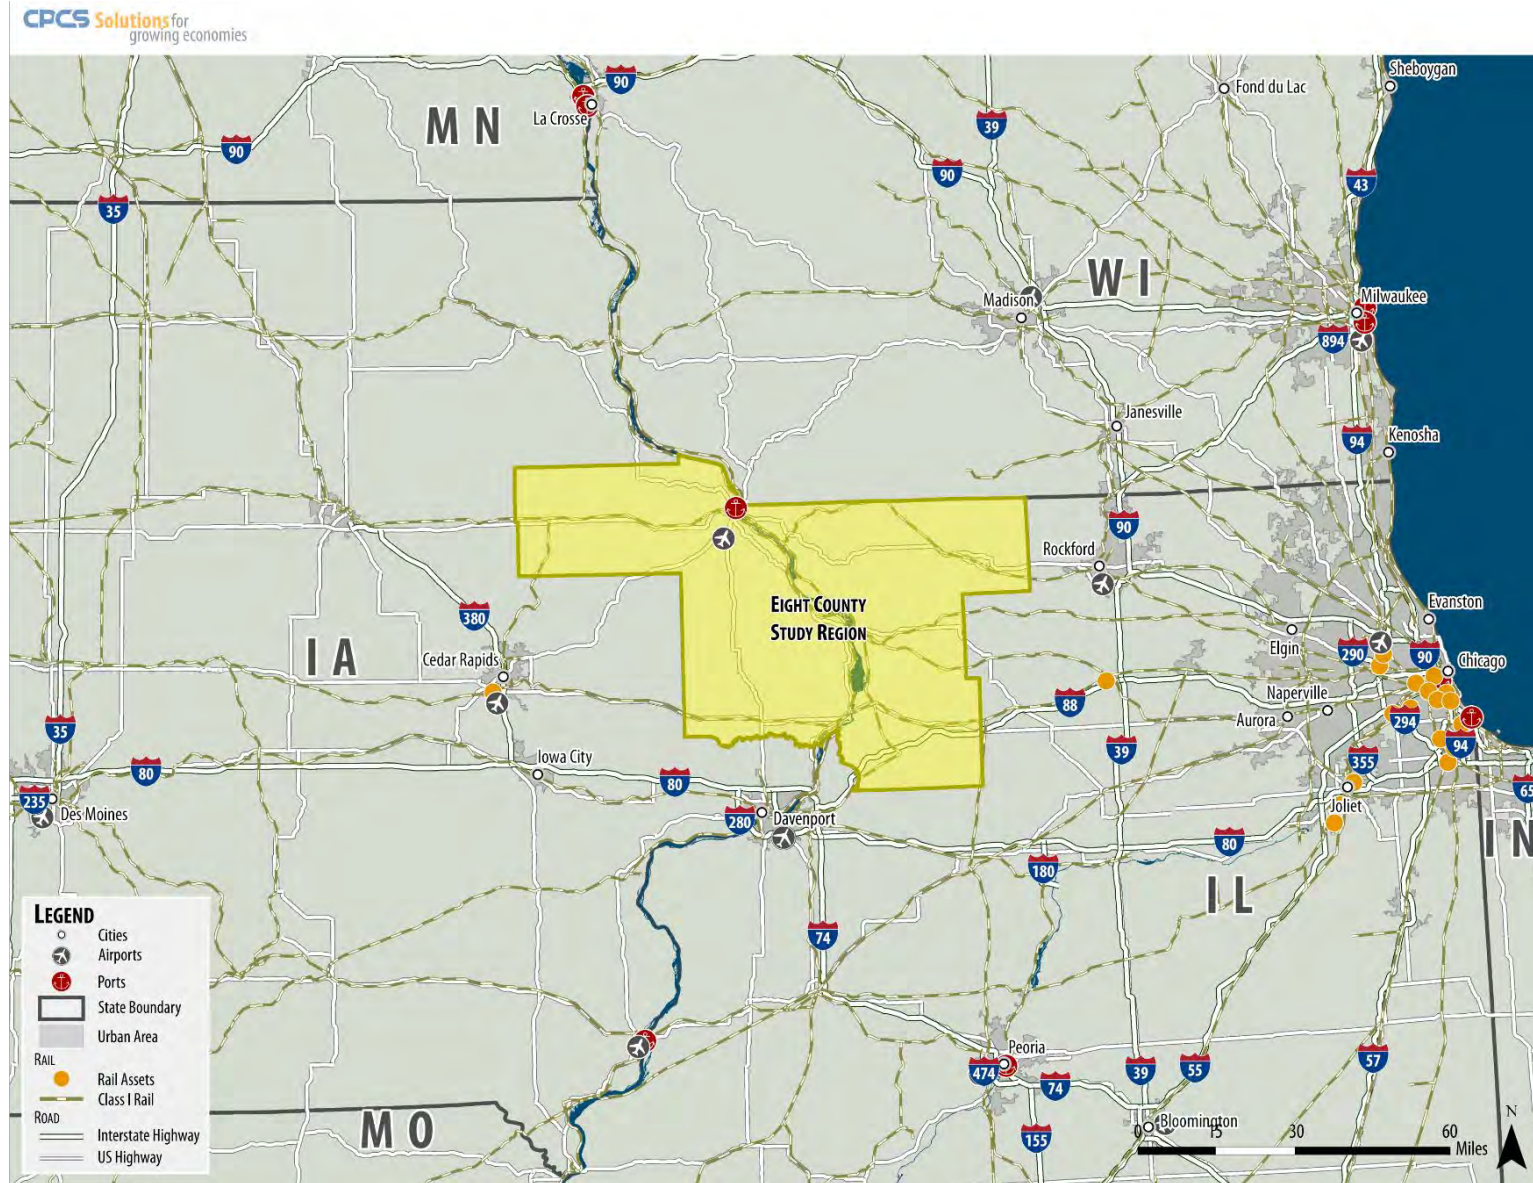 CPCS Solutions for
growing economies
Sheboygan
90
Fond du Lac
MN
La Crosse
39
90
90
43
35
WI
Madison
Milwaukee
894
Janesville
94
Kenosha
90
Rockford
EIGHT COUNTY
STUDY REGION
Evanston
380
Elgin
290
90
IA
Cedar Rapids
Chicago
Naperville
88
Aurora
294
35
39
94
Iowa City
355
80
80
65
235
Des Moines
Joliet
280
Davenport
80
IN
180
IL
74
LEGEND
Cities
Airports
Ports
State Boundary
Urban Area
RAIL
Rail Assets
Class I Rail
ROAD
Interstate Highway
US Highway
Peoria
474
74
39
55
57
MO
155
Bloomington
N
0 15 30 60
Miles